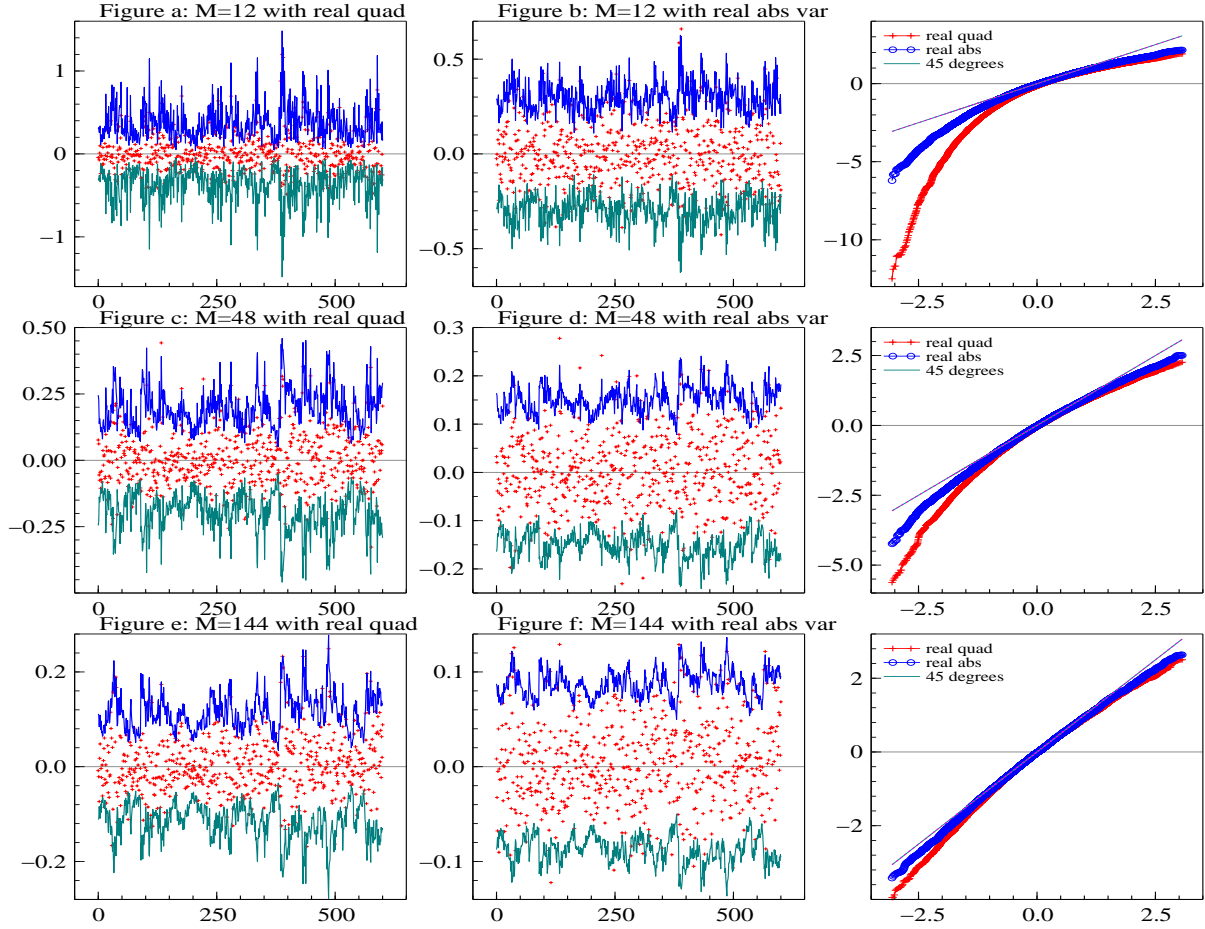 Figure a: M=12 with real quad
Figure b: M=12 with real abs var
1
0
−1
0.5
0.0
−0.5
real quad
real abs
45 degrees
0
−5
−10
0 250 500
0 250 500
−2.5 0.0 2.5
Figure c: M=48 with real quad
Figure d: M=48 with real abs var
0.50
0.25
0.00
−0.25
0.3
0.2
0.1
0.0
−0.1
−0.2
real quad
real abs
45 degrees
2.5
0.0
−2.5
−5.0
0 250 500
0 250 500
−2.5 0.0 2.5
Figure e: M=144 with real quad
Figure f: M=144 with real abs var
0.2
0.0
−0.2
0.1
0.0
−0.1
real quad
real abs
45 degrees
2
0
−2
0 250 500
0 250 500
−2.5 0.0 2.5